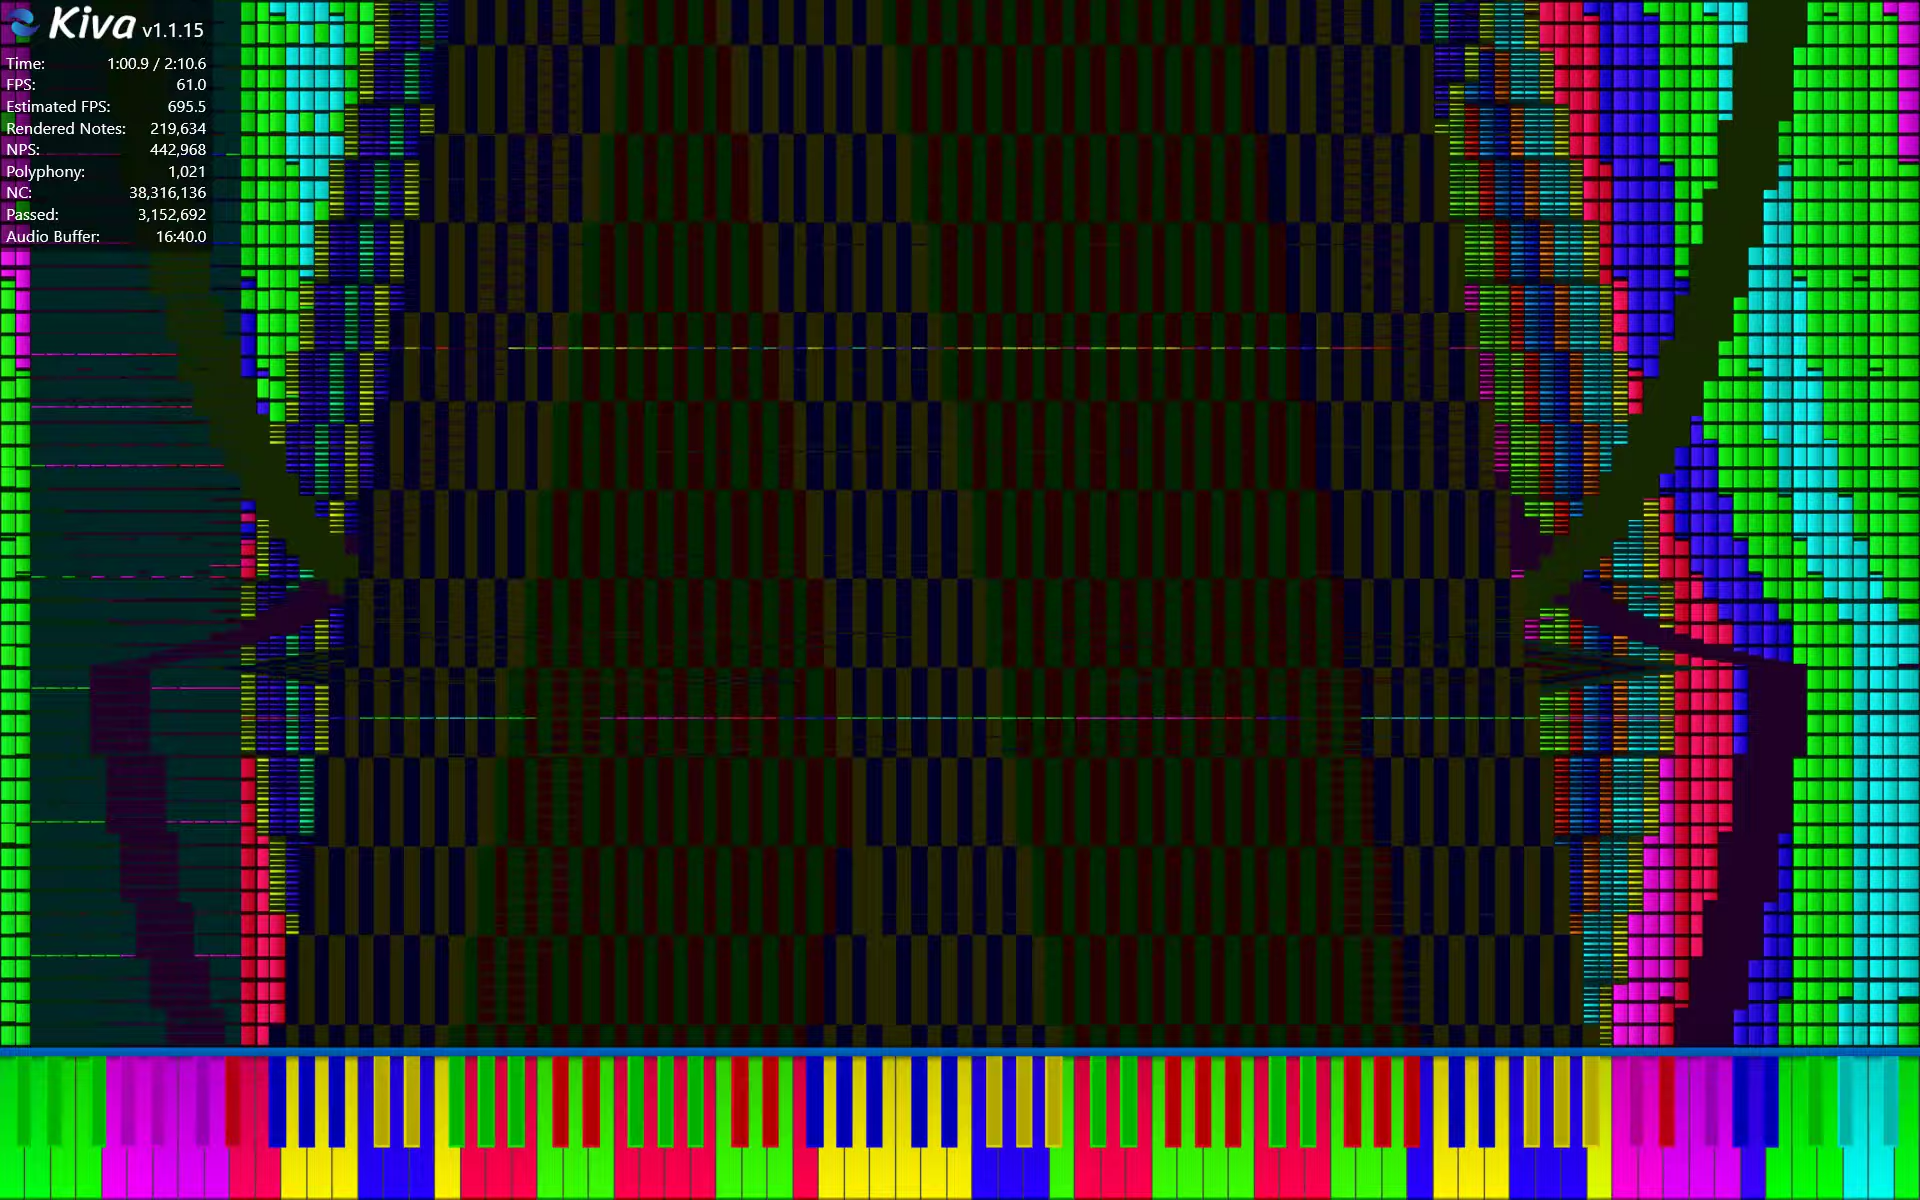 Kiva v1.1.15
Time: 1:00.9 / 2:10.6
FPS: 61.0
Estimated FPS: 695.5
Rendered Notes: 219,634
NPS: 442,968
Polyphony: 1,021
NC: 38,316,136
Passed: 3,152,692
Audio Buffer: 16:40.0